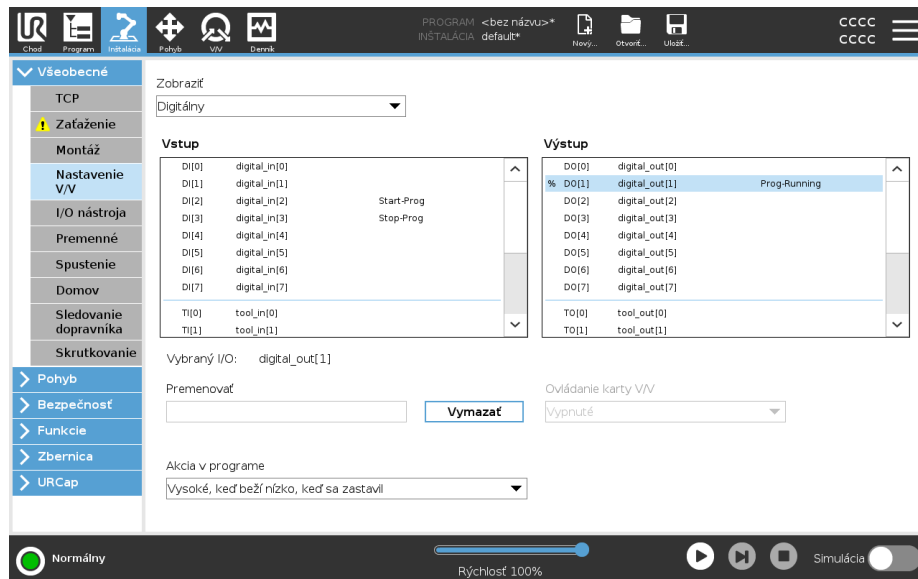 UR
PROGRAM <bez názvu>*
INŠTALÁCIA default*
Chod Program Inštalácia Pohyb V/V Denník
Nový... Otvoriť... Uložiť...
CCCC
CCCC
Všeobecné
TCP
Zaťaženie
Montáž
Nastavenie
V/V
I/O nástroja
Premenné
Spustenie
Domov
Sledovanie
dopravníka
Skrutkovanie
Pohyb
Bezpečnosť
Funkcie
Zbernica
URCap
Zobraziť
Digitálny
Vstup
DI[0] digital_in[0]
DI[1] digital_in[1]
DI[2] digital_in[2] Start-Prog
DI[3] digital_in[3] Stop-Prog
DI[4] digital_in[4]
DI[5] digital_in[5]
DI[6] digital_in[6]
DI[7] digital_in[7]
TI[0] tool_in[0]
TI[1] tool_in[1]
Výstup
DO[0] digital_out[0]
% DO[1] digital_out[1] Prog-Running
DO[2] digital_out[2]
DO[3] digital_out[3]
DO[4] digital_out[4]
DO[5] digital_out[5]
DO[6] digital_out[6]
DO[7] digital_out[7]
TO[0] tool_out[0]
TO[1] tool_out[1]
Vybraný I/O: digital_out[1]
Premenovať
Vymazať
Ovládanie karty V/V
Vypnuté
Akcia v programe
Vysoké, keď beží nízko, keď sa zastavil
Normálny
Rýchlosť 100%
Simulácia